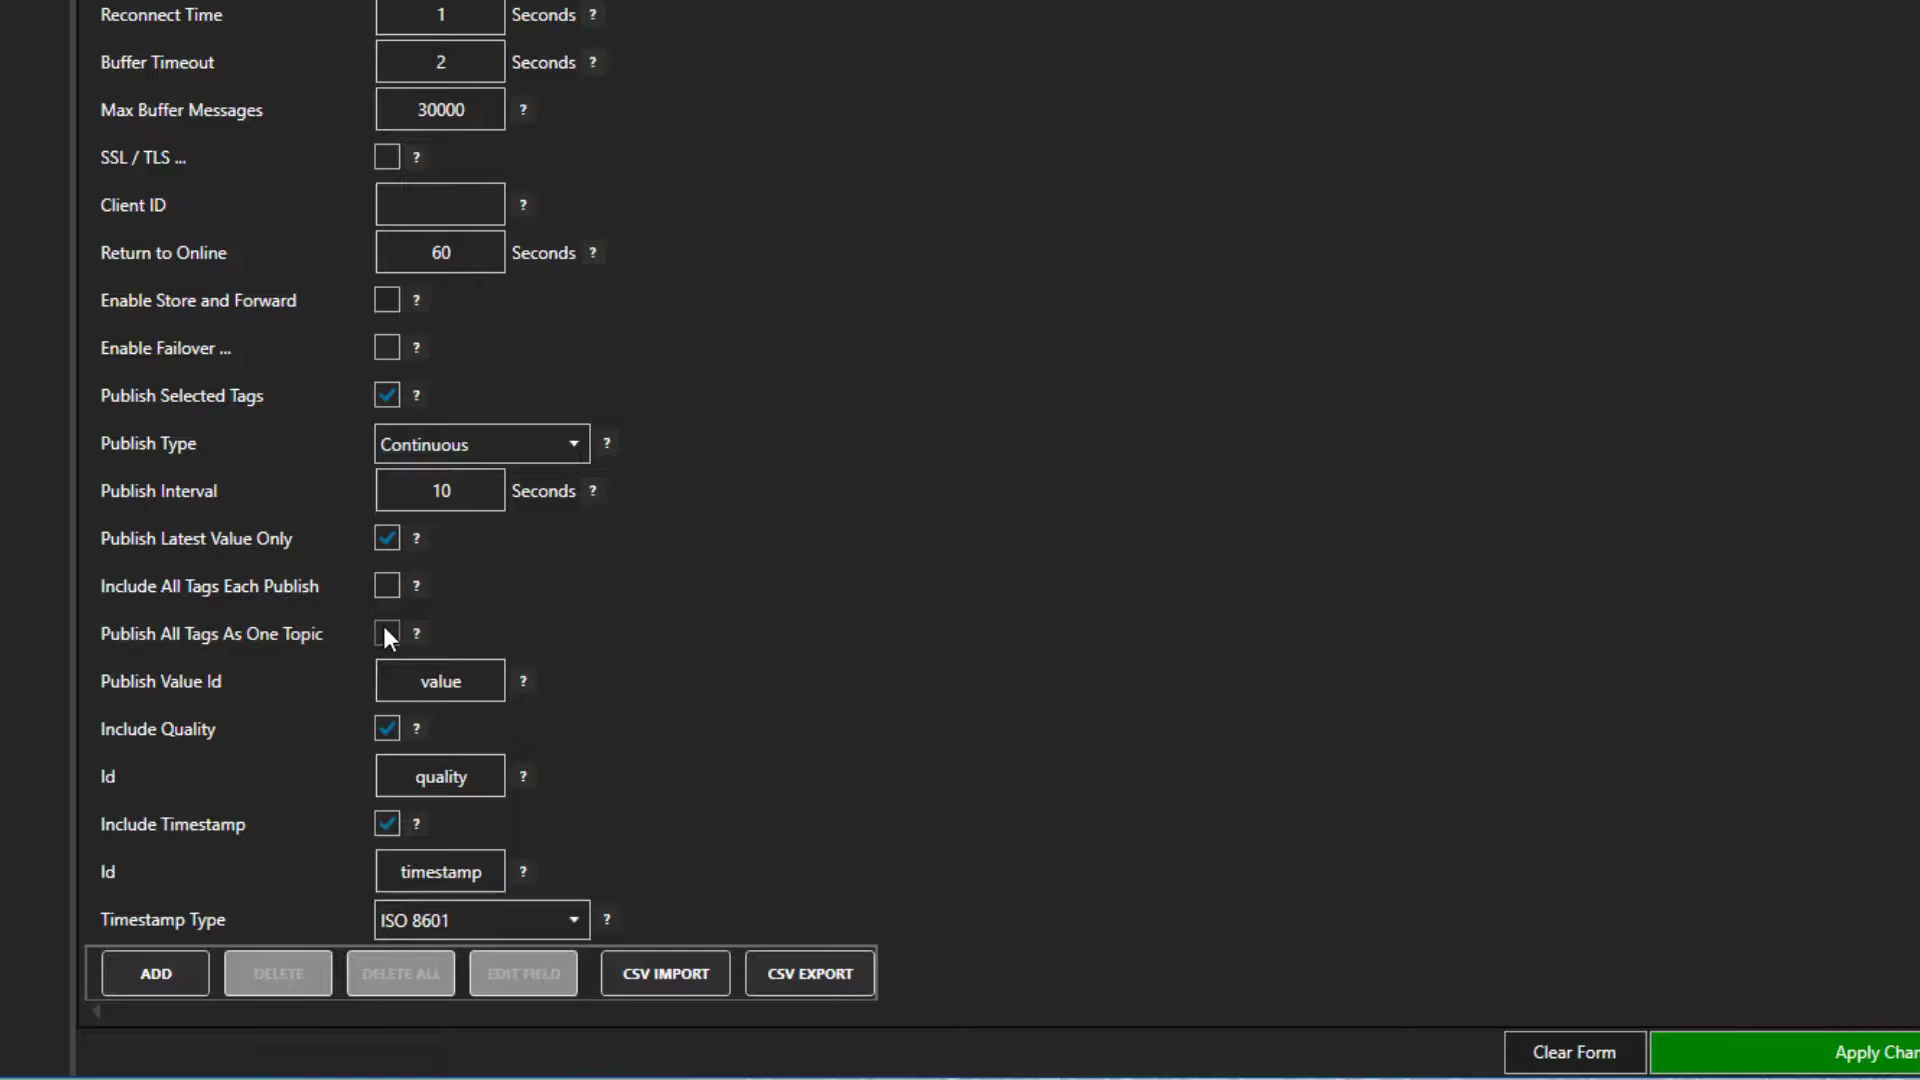 Reconnect Time 1 Seconds ?
Buffer Timeout 2 Seconds ?
Max Buffer Messages 30000 ?
SSL / TLS ... ?
Client ID ?
Return to Online 60 Seconds ?
Enable Store and Forward ?
Enable Failover ... ?
Publish Selected Tags ?
Publish Type Continuous ?
Publish Interval 10 Seconds ?
Publish Latest Value Only ?
Include All Tags Each Publish ?
Publish All Tags As One Topic ?
Publish Value Id value ?
Include Quality ?
Id quality ?
Include Timestamp ?
Id timestamp ?
Timestamp Type ISO 8601 ?
ADD DELETE DELETE ALL EDIT FIELD CSV IMPORT CSV EXPORT
Clear Form Apply Chan